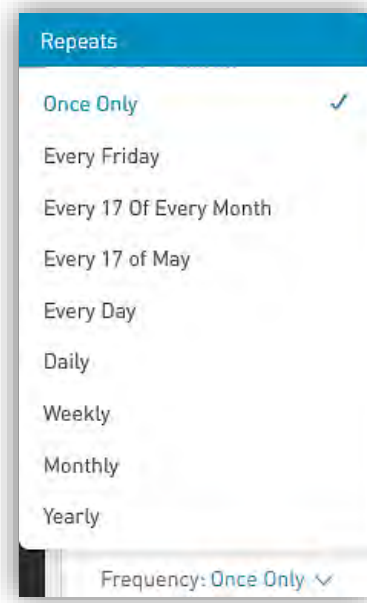 Repeats
Once Only
Every Friday
Every 17 Of Every Month
Every 17 of May
Every Day
Daily
Weekly
Monthly
Yearly
Frequency: Once Only